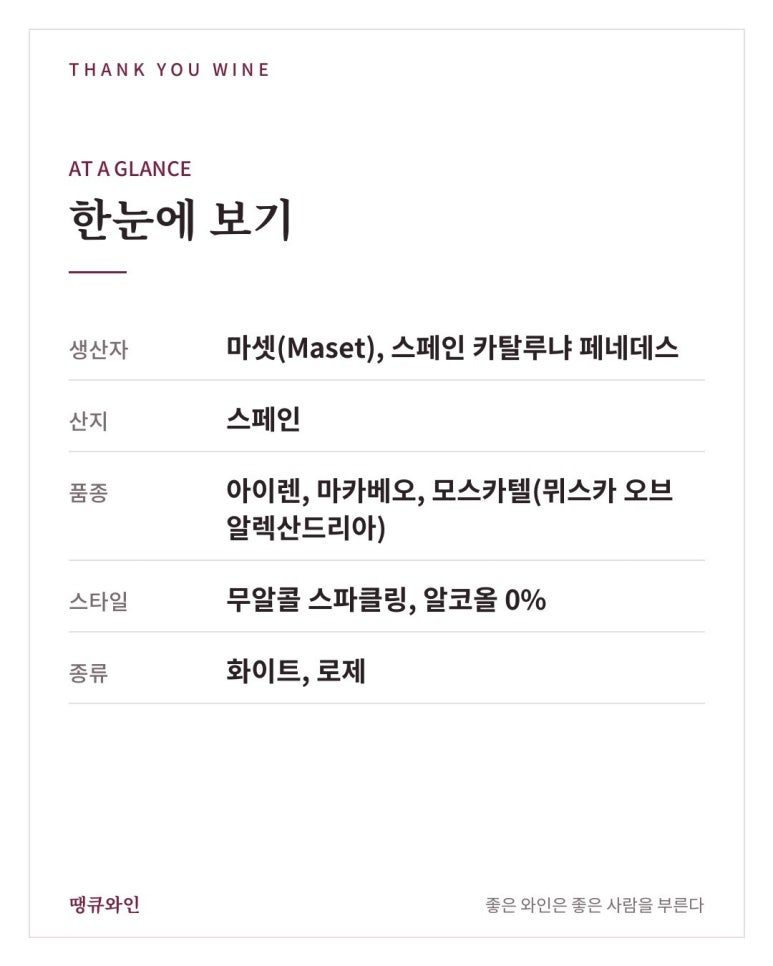 THANK YOU WINE
AT A GLANCE
한눈에 보기
생산자 마셋(Maset), 스페인 카탈루냐 페네데스
산지 스페인
품종 아이렌, 마카베오, 모스카텔(뮈스카 오브
알렉산드리아)
스타일 무알콜 스파클링, 알코올 0%
종류 화이트, 로제
땡큐와인 좋은 와인은 좋은 사람을 부른다